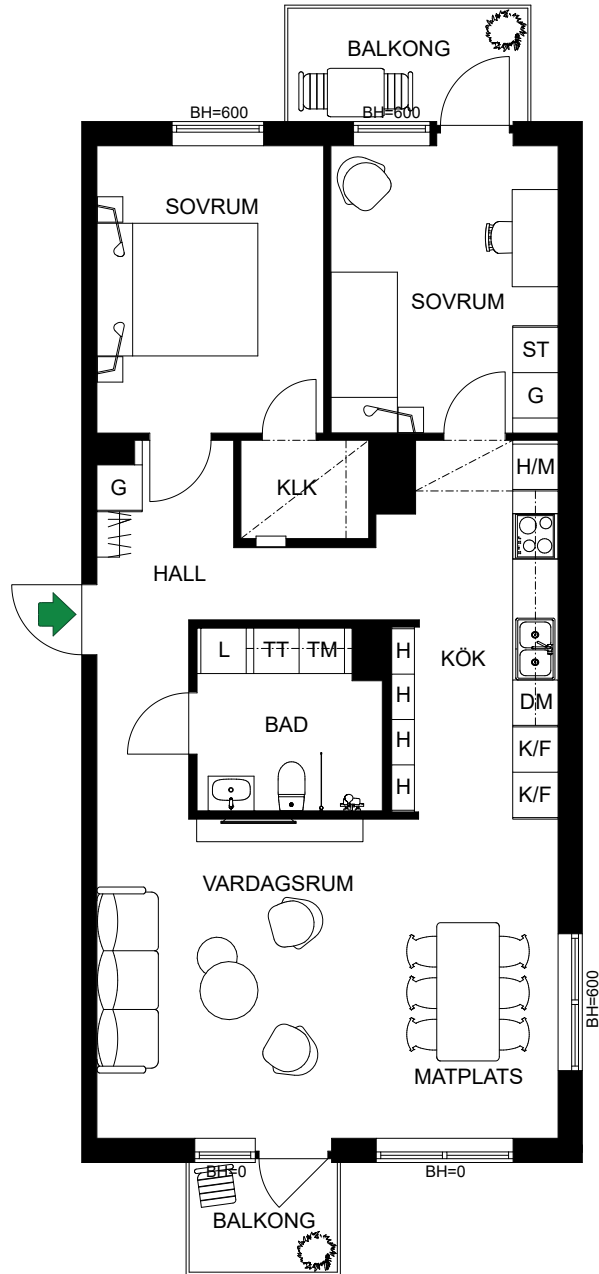 BALKONG
BH=600
BH=600
SOVRUM
SOVRUM
ST
G
H/M
G
KLK
HALL
L
TT
TM
H
KÖK
H
DM
BAD
H
K/F
H
K/F
VARDAGSRUM
BH=600
MATPLATS
BH=0
BH=0
BALKONG